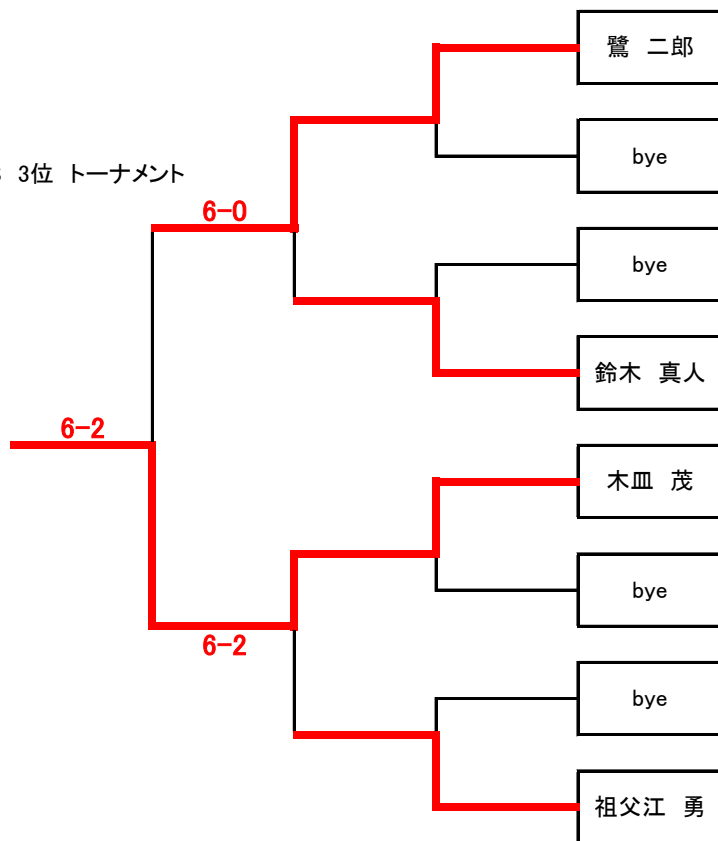 鷺 二郎
bye
3位 トーナメント
6-0
bye
鈴木 真人
6-2
木皿 茂
bye
6-2
bye
祖父江 勇